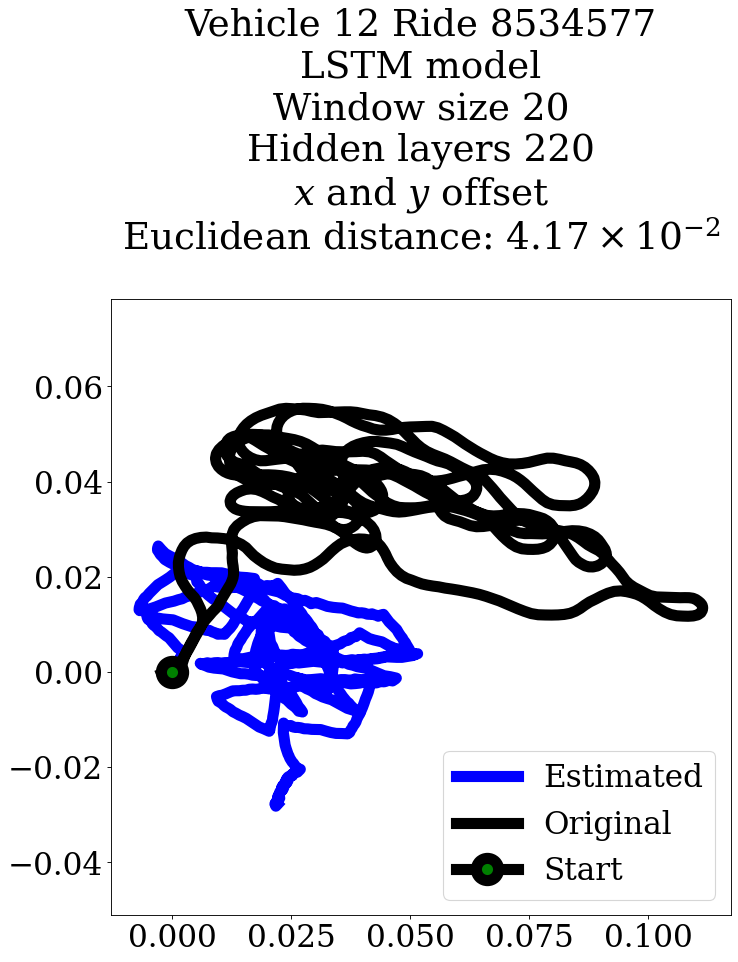 Vehicle 12 Ride 8534577
LSTM model
Window size 20
Hidden layers 220
x and y offset
Euclidean distance: 4.17 × 10⁻²
0.06
0.04
0.02
0.00
−0.02
−0.04
Estimated
Original
Start
0.000 0.025 0.050 0.075 0.100